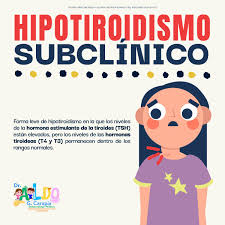 HIPOTIROIDISMO
SUBCLÍNICO
Forma leve de hipotiroidismo en la que los niveles
de la hormona estimulante de la tiroides (TSH)
están elevados, pero los niveles de las hormonas
tiroideas (T4 y T3) permanecen dentro de los
rangos normales.
Dr.